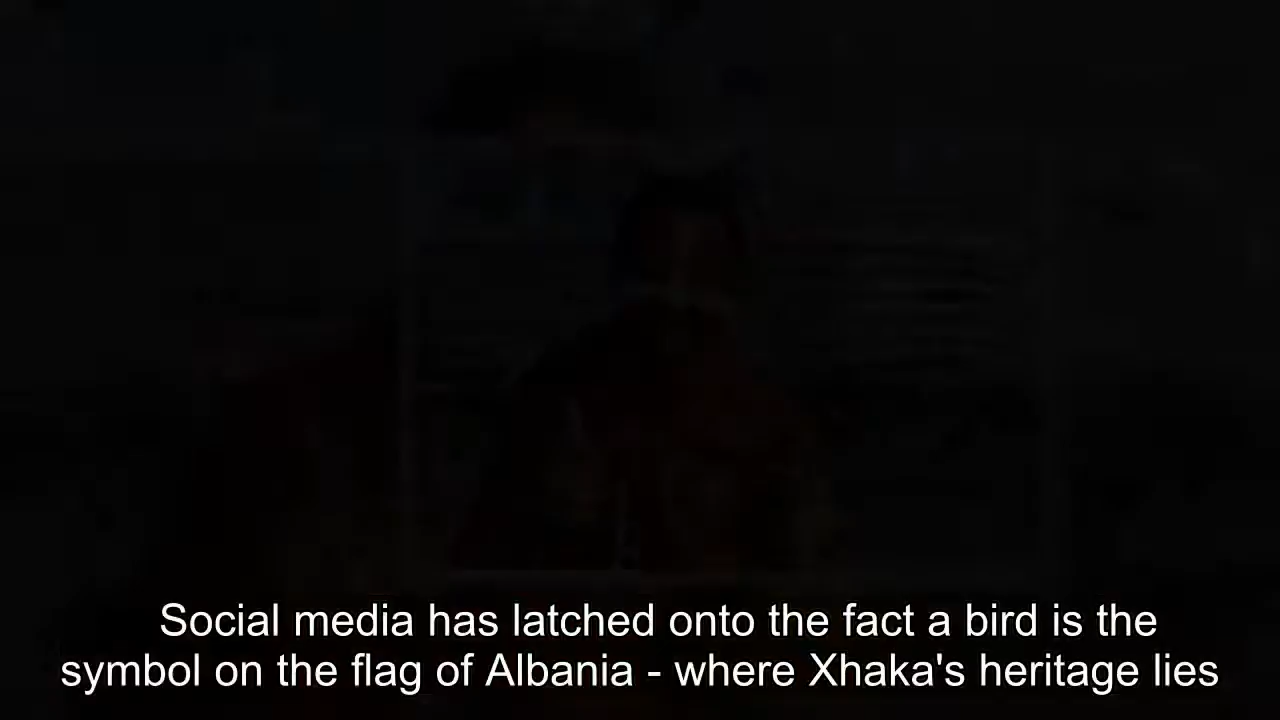 Social media has latched onto the fact a bird is the
symbol on the flag of Albania - where Xhaka's heritage lies